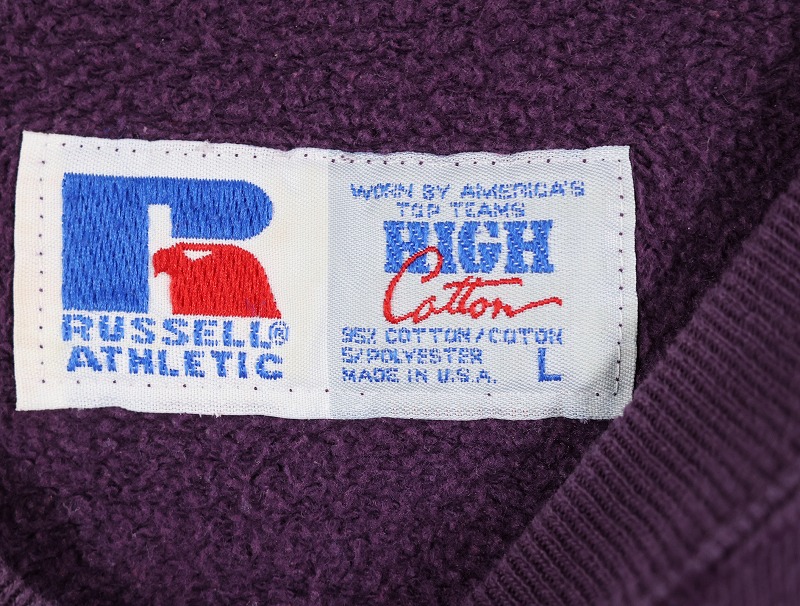 R
RUSSELL®
ATHLETIC
WORN BY AMERICA'S
TOP TEAMS
HIGH
Cotton
95% COTTON/COTON
5/POLYESTER
MADE IN U.S.A.
L